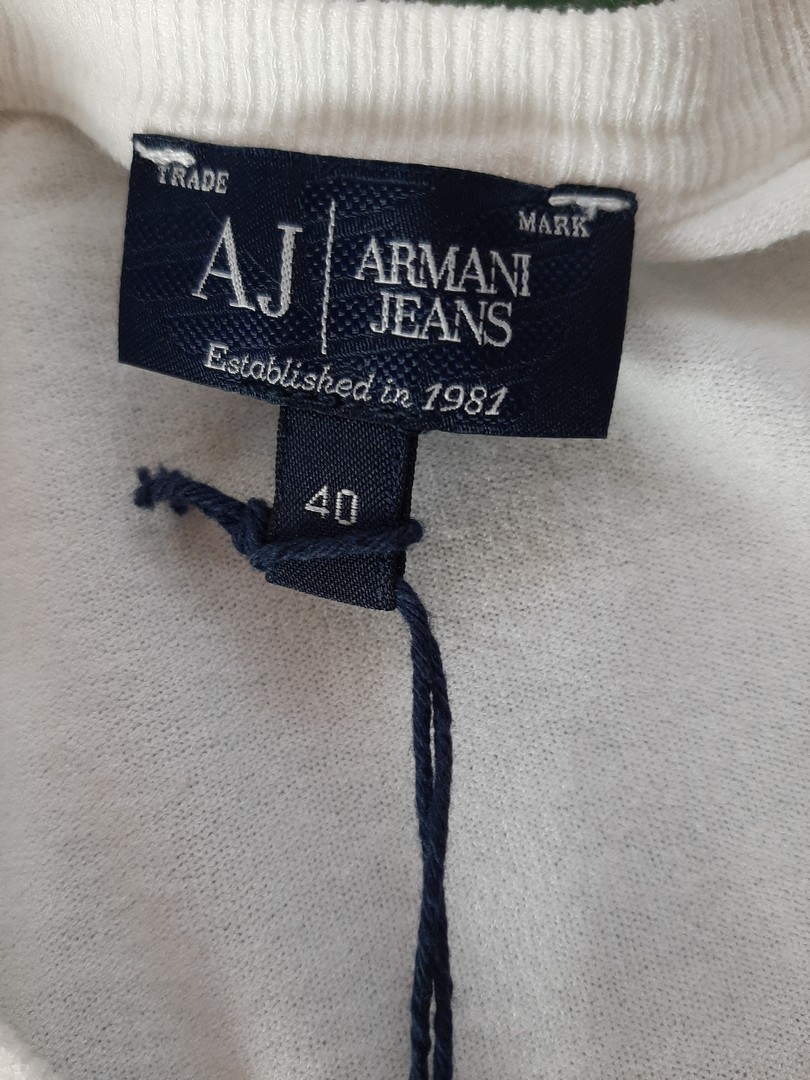 TRADE MARK
AJ
ARMANI
JEANS
Established in 1981
40